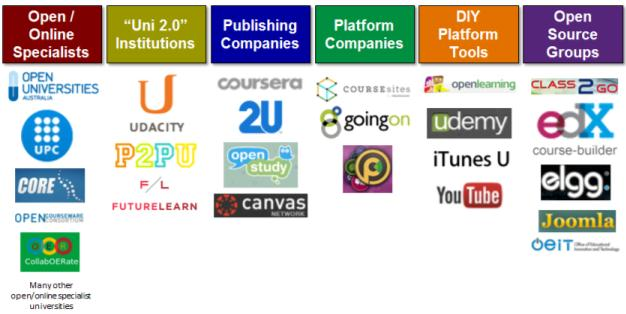 Open /
Online
Specialists
OPEN
UNIVERSITIES
AUSTRALIA
UPC
CORE
OPENCOURSEWARE
CONSORTIUM
OER
CollabOERate
Many other
open/online specialist
universities
"Uni 2.0"
Institutions
U
UDACITY
P2PU
F/L
FUTURELEARN
Publishing
Companies
coursera
2U
open
study
canvas
NETWORK
Platform
Companies
COURSEsites
goingon
P
DIY
Platform
Tools
openlearning
udemy
iTunes U
YouTube
Open
Source
Groups
CLASS2GO
edX
course-builder
elgg
Joomla
OEIT Office of Educational
Innovation and Technology